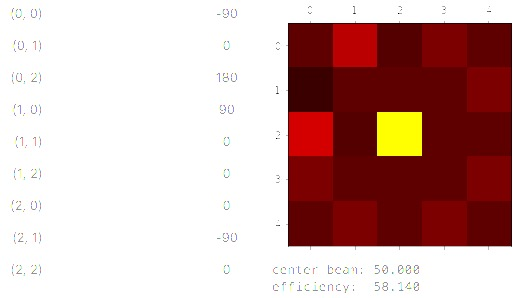 (0, 0) -90
(0, 1) 0
(0, 2) 180
(1, 0) 90
(1, 1) 0
(1, 2) 0
(2, 0) 0
(2, 1) -90
(2, 2) 0
0 1 2 3 4
0
1
2
3
4
center beam: 50.000
efficiency: 58.140